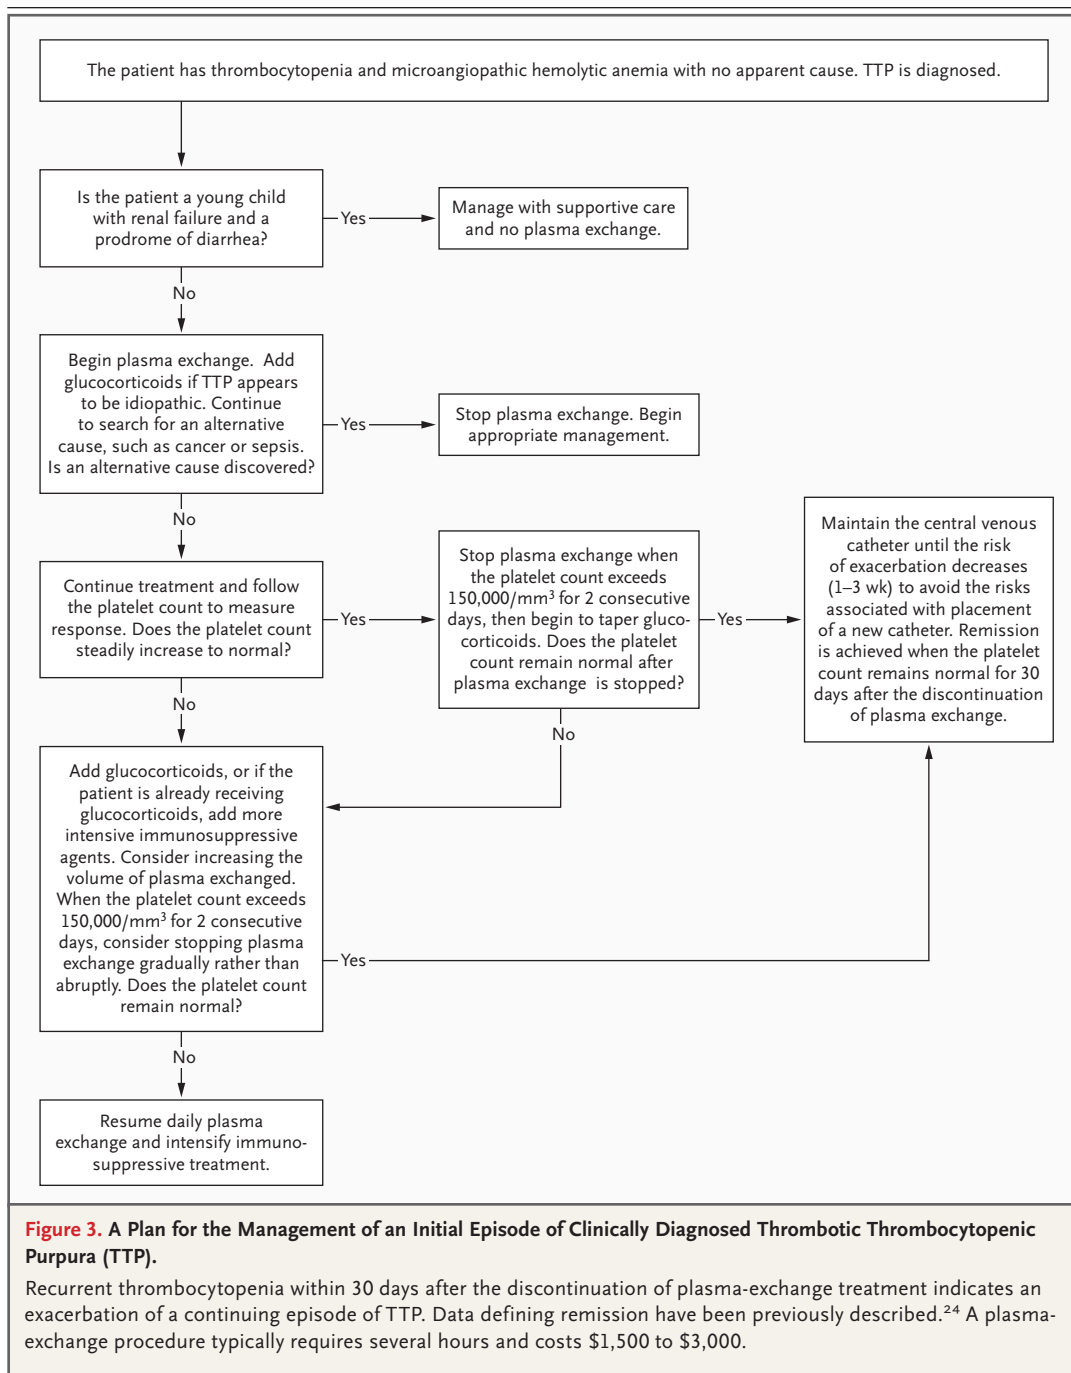 The patient has thrombocytopenia and microangiopathic hemolytic anemia with no apparent cause. TTP is diagnosed.
Is the patient a young child
with renal failure and a
prodrome of diarrhea?
Yes
Manage with supportive care
and no plasma exchange.
No
Begin plasma exchange. Add
glucocorticoids if TTP appears
to be idiopathic. Continue
to search for an alternative
cause, such as cancer or sepsis.
Is an alternative cause discovered?
Yes
Stop plasma exchange. Begin
appropriate management.
No
Continue treatment and follow
the platelet count to measure
response. Does the platelet count
steadily increase to normal?
Yes
Stop plasma exchange when
the platelet count exceeds
150,000/mm³ for 2 consecutive
days, then begin to taper gluco-
corticoids. Does the platelet
count remain normal after
plasma exchange is stopped?
Yes
Maintain the central venous
catheter until the risk
of exacerbation decreases
(1–3 wk) to avoid the risks
associated with placement
of a new catheter. Remission
is achieved when the platelet
count remains normal for 30
days after the discontinuation
of plasma exchange.
No
No
Add glucocorticoids, or if the
patient is already receiving
glucocorticoids, add more
intensive immunosuppressive
agents. Consider increasing the
volume of plasma exchanged.
When the platelet count exceeds
150,000/mm³ for 2 consecutive
days, consider stopping plasma
exchange gradually rather than
abruptly. Does the platelet count
remain normal?
Yes
No
Resume daily plasma
exchange and intensify immuno-
suppressive treatment.
Figure 3. A Plan for the Management of an Initial Episode of Clinically Diagnosed Thrombotic Thrombocytopenic
Purpura (TTP).
Recurrent thrombocytopenia within 30 days after the discontinuation of plasma-exchange treatment indicates an
exacerbation of a continuing episode of TTP. Data defining remission have been previously described.²⁴ A plasma-
exchange procedure typically requires several hours and costs $1,500 to $3,000.